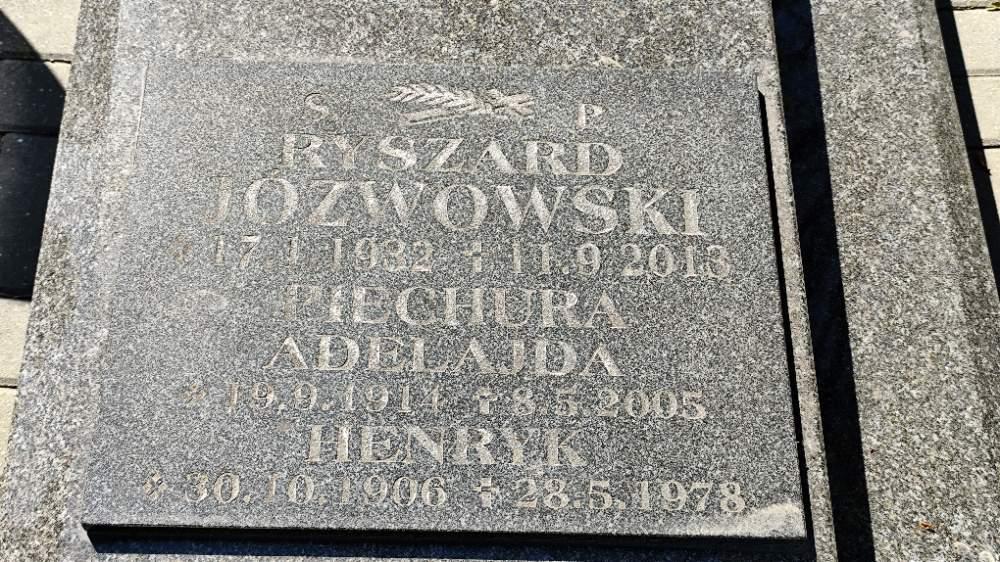 Ś P
RYSZARD
JÓZWOWSKI
* 17.1.1932 † 11.9.2013
PIECHURA
ADELAJDA
* 19.9.1914 † 8.5.2005
HENRYK
* 30.10.1906 † 28.5.1978